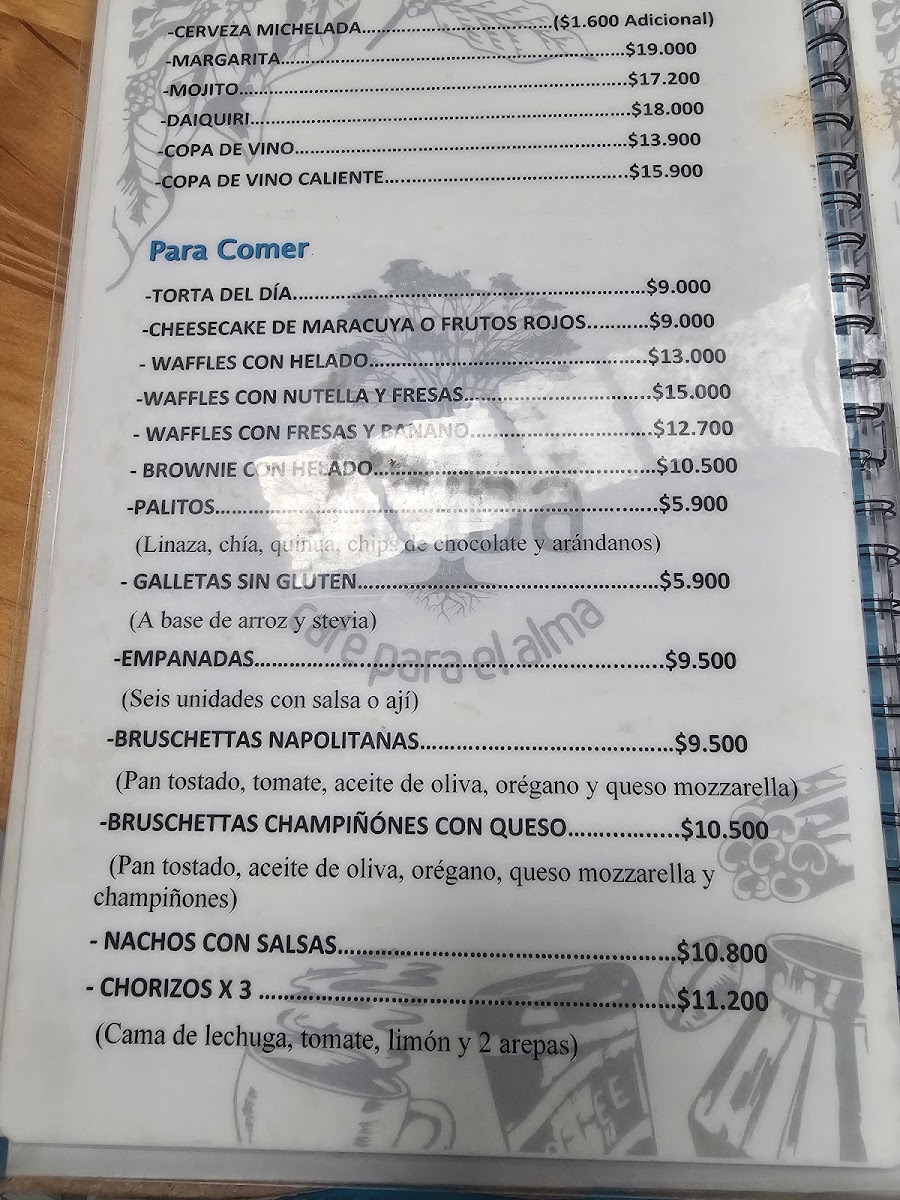 -CERVEZA MICHELADA.....................................($1.600 Adicional)
-MARGARITA.....................................$19.000
-MOJITO.....................................$17.200
-DAIQUIRI.....................................$18.000
-COPA DE VINO.....................................$13.900
-COPA DE VINO CALIENTE.....................................$15.900
Para Comer
-TORTA DEL DÍA.....................................$9.000
-CHEESECAKE DE MARACUYA O FRUTOS ROJOS...........$9.000
- WAFFLES CON HELADO.....................................$13.000
-WAFFLES CON NUTELLA Y FRESAS.....................................$15.000
- WAFFLES CON FRESAS Y BANANO.....................................$12.700
- BROWNIE CON HELADO.....................................$10.500
-PALITOS.....................................$5.900
(Linaza, chía, quinua, chips de chocolate y arándanos)
- GALLETAS SIN GLUTEN.....................................$5.900
(A base de arroz y stevia)
Café para el alma
-EMPANADAS.....................................$9.500
(Seis unidades con salsa o ají)
-BRUSCHETTAS NAPOLITANAS.....................................$9.500
(Pan tostado, tomate, aceite de oliva, orégano y queso mozzarella)
-BRUSCHETTAS CHAMPIÑÓNES CON QUESO.................$10.500
(Pan tostado, aceite de oliva, orégano, queso mozzarella y
champiñones)
- NACHOS CON SALSAS.....................................$10.800
- CHORIZOS X 3 .....................................$11.200
(Cama de lechuga, tomate, limón y 2 arepas)